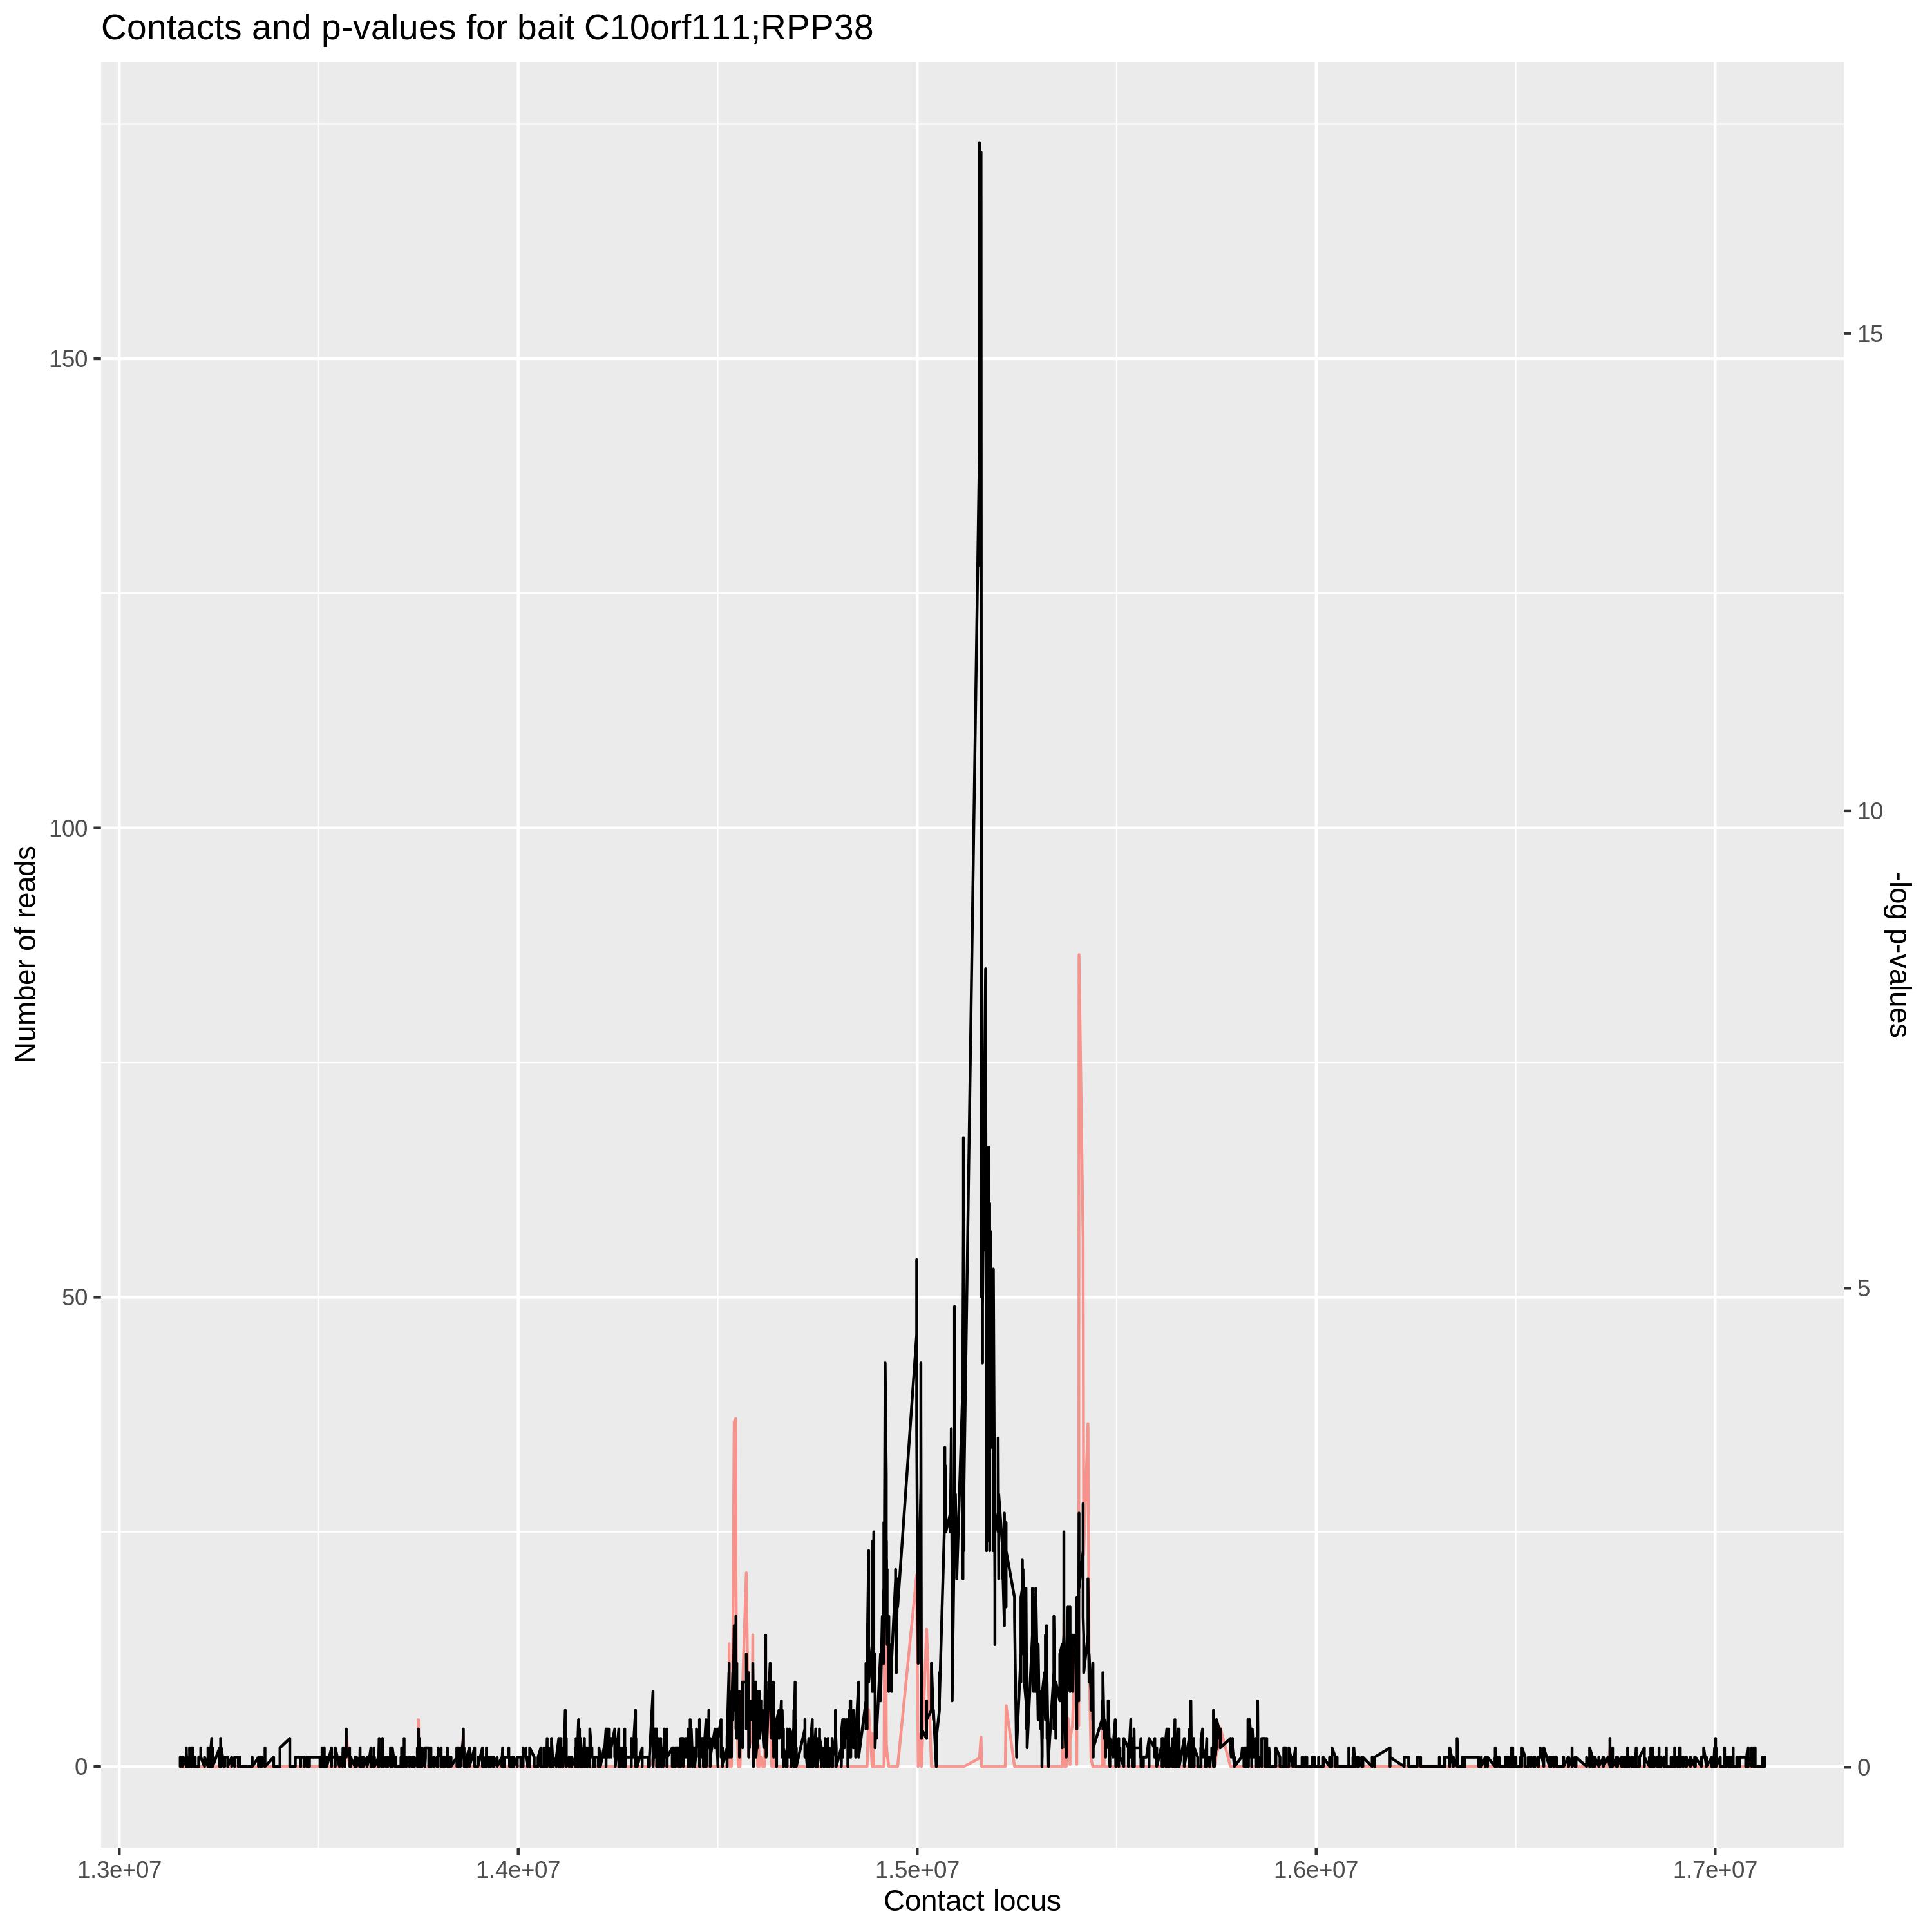 Contacts and p-values for bait C10orf111;RPP38
150
100
50
0
Number of reads
15
10
5
0
-log p-values
1.3e+07
1.4e+07
1.5e+07
1.6e+07
1.7e+07
Contact locus